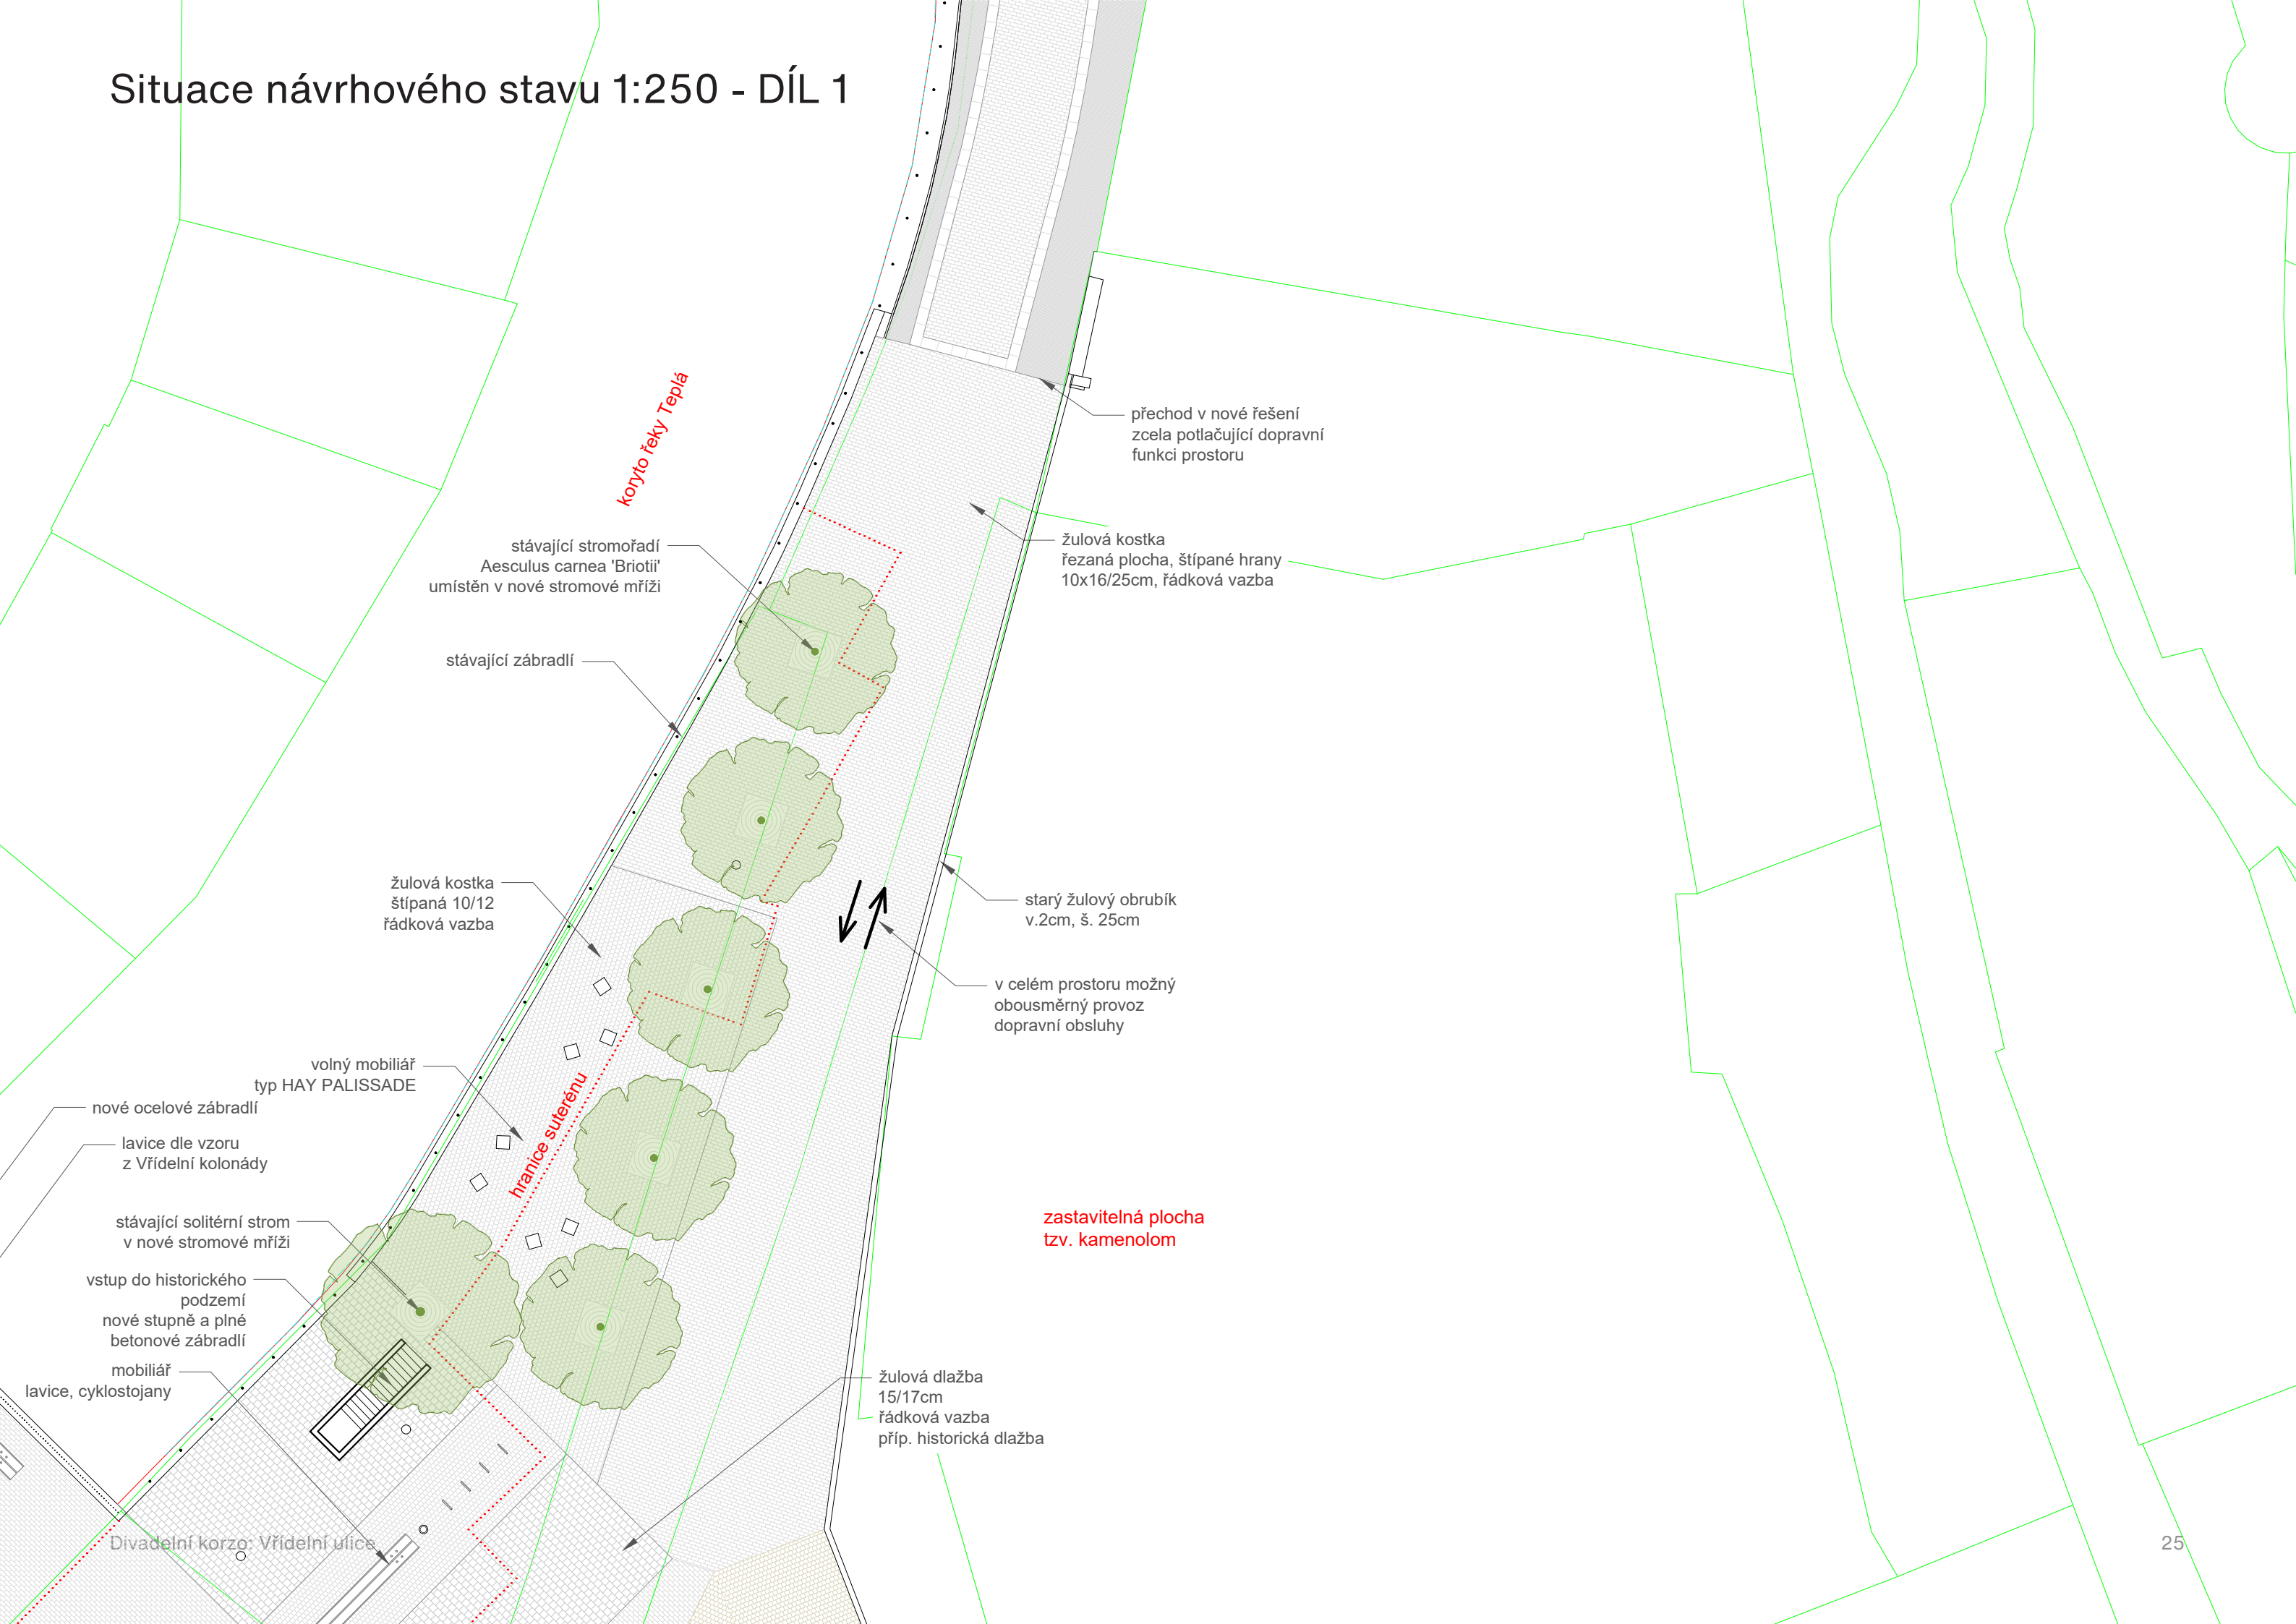 Situace návrhového stavu 1:250 - DÍL 1
koryto řeky Teplá
přechod v nové řešení
zcela potlačující dopravní
funkci prostoru
stávající stromořadí
Aesculus carnea 'Briotii'
umístěn v nové stromové mříži
žulová kostka
řezaná plocha, štípané hrany
10x16/25cm, řádková vazba
stávající zábradlí
žulová kostka
štípaná 10/12
řádková vazba
starý žulový obrubík
v.2cm, š. 25cm
v celém prostoru možný
obousměrný provoz
dopravní obsluhy
volný mobiliář
typ HAY PALISSADE
nové ocelové zábradlí
lavice dle vzoru
z Vřídelní kolonády
hranice suterénu
stávající solitérní strom
v nové stromové mříži
zastavitelná plocha
tzv. kamenolom
vstup do historického
podzemí
nové stupně a plné
betonové zábradlí
mobiliář
lavice, cyklostojany
žulová dlažba
15/17cm
řádková vazba
příp. historická dlažba
Divadelní korzo: Vřídelní ulice
25